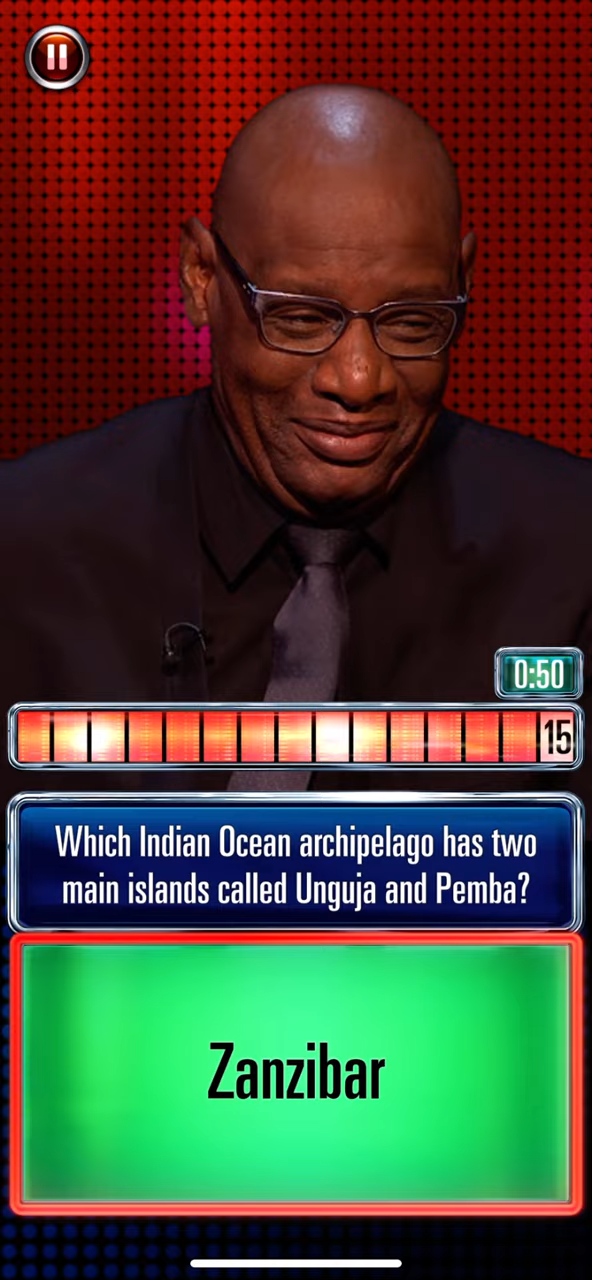 0:50
15
Which Indian Ocean archipelago has two
main islands called Unguja and Pemba?
Zanzibar